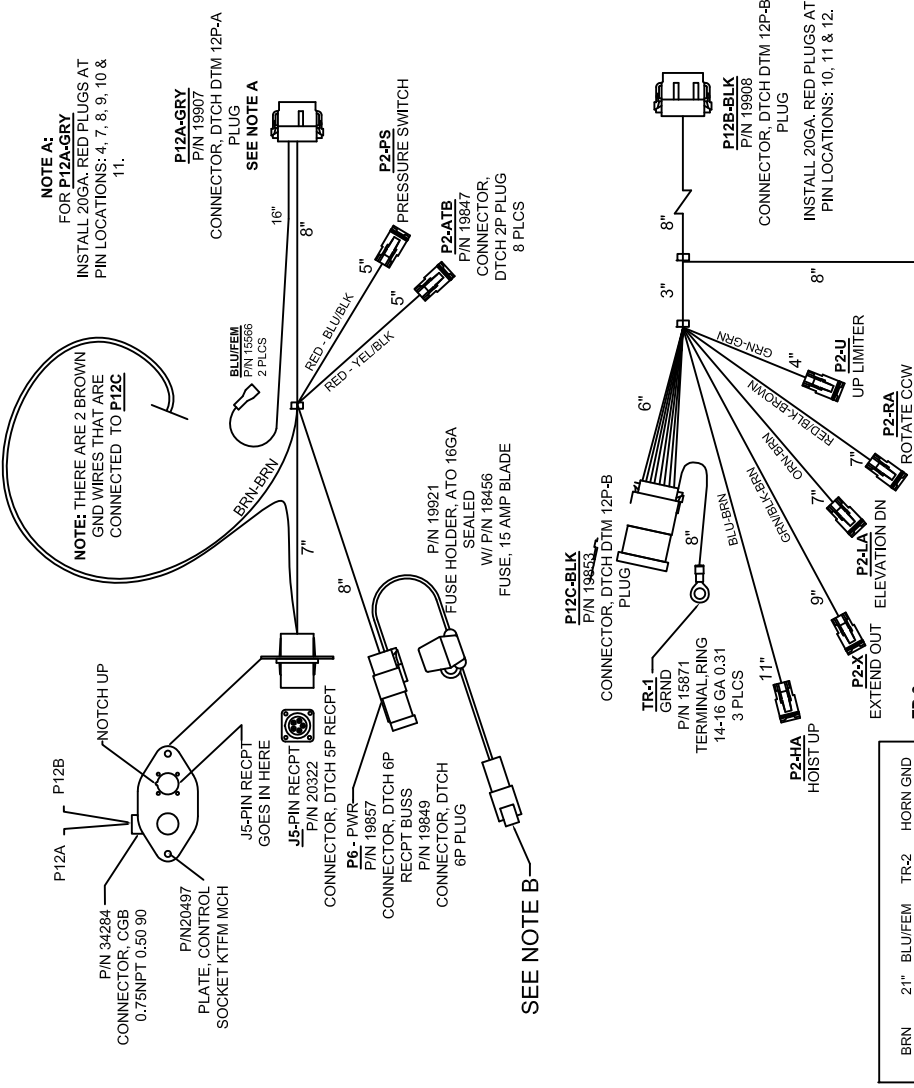 NOTE A:
FOR P12A-GRY
INSTALL 20GA. RED PLUGS AT
PIN LOCATIONS: 4, 7, 8, 9, 10 &
11.
NOTE: THERE ARE 2 BROWN
GND WIRES THAT ARE
CONNECTED TO P12C
P12A-GRY
P/N 19907
CONNECTOR, DTCH DTM 12P-A
PLUG
SEE NOTE A
16"
8"
BLU/FEM
P/N 15566
2 PLCS
BRN-BRN
P2-PS
PRESSURE SWITCH
5"
RED - BLU/BLK
P2-ATB
P/N 19847
CONNECTOR,
DTCH 2P PLUG
8 PLCS
5"
RED - YEL/BLK
7"
8"
P/N 19921
FUSE HOLDER, ATO 16GA
SEALED
W/ P/N 18456
FUSE, 15 AMP BLADE
P12A
P12B
NOTCH UP
P/N 34284
CONNECTOR, CGB
0.75NPT 0.50 90
P/N20497
PLATE, CONTROL
SOCKET KTFM MCH
J5-PIN RECPT
GOES IN HERE
J5-PIN RECPT
P/N 20322
CONNECTOR, DTCH 5P RECPT
P6 - PWR
P/N 19857
CONNECTOR, DTCH 6P
RECPT BUSS
P/N 19849
CONNECTOR, DTCH
6P PLUG
SEE NOTE B
P12B-BLK
P/N 19908
CONNECTOR, DTCH DTM 12P-B
PLUG
INSTALL 20GA. RED PLUGS AT
PIN LOCATIONS: 10, 11 & 12.
8"
3"
8"
6"
P12C-BLK
P/N 19853
CONNECTOR, DTCH DTM 12P-B
PLUG
8"
TR-1
GRND
P/N 15871
TERMINAL,RING
14-16 GA 0.31
3 PLCS
GRN-GRN
4"
P2-U
UP LIMITER
RED/BLK-BROWN
7"
P2-RA
ROTATE CCW
ORN-BRN
7"
P2-LA
ELEVATION DN
GRN/BLK-BRN
9"
P2-X
EXTEND OUT
BLU-BRN
11"
P2-HA
HOIST UP
BRN 21" BLU/FEM TR-2 HORN GND